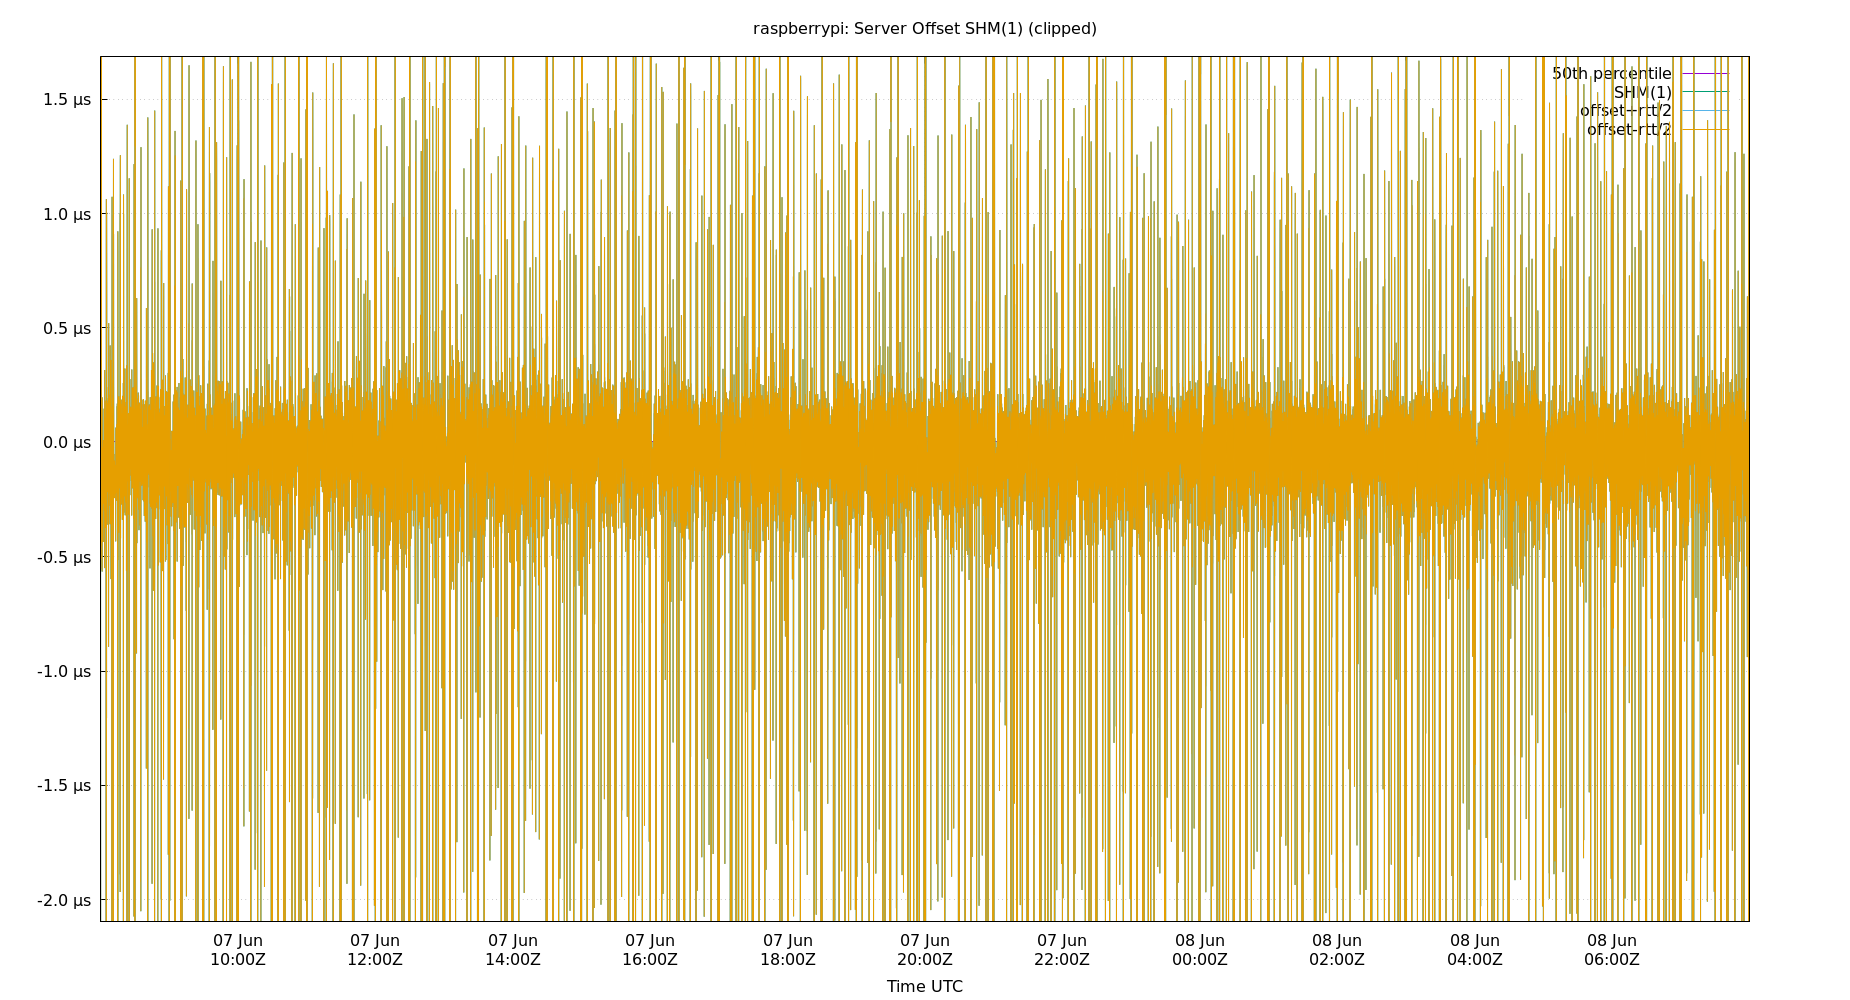 raspberrypi: Server Offset SHM(1) (clipped)
50th percentile
SHM(1)
offset+rtt/2
offset-rtt/2
1.5 µs
1.0 µs
0.5 µs
0.0 µs
-0.5 µs
-1.0 µs
-1.5 µs
-2.0 µs
07 Jun 07 Jun 07 Jun 07 Jun 07 Jun 07 Jun 07 Jun 08 Jun 08 Jun 08 Jun 08 Jun
10:00Z 12:00Z 14:00Z 16:00Z 18:00Z 20:00Z 22:00Z 00:00Z 02:00Z 04:00Z 06:00Z
Time UTC